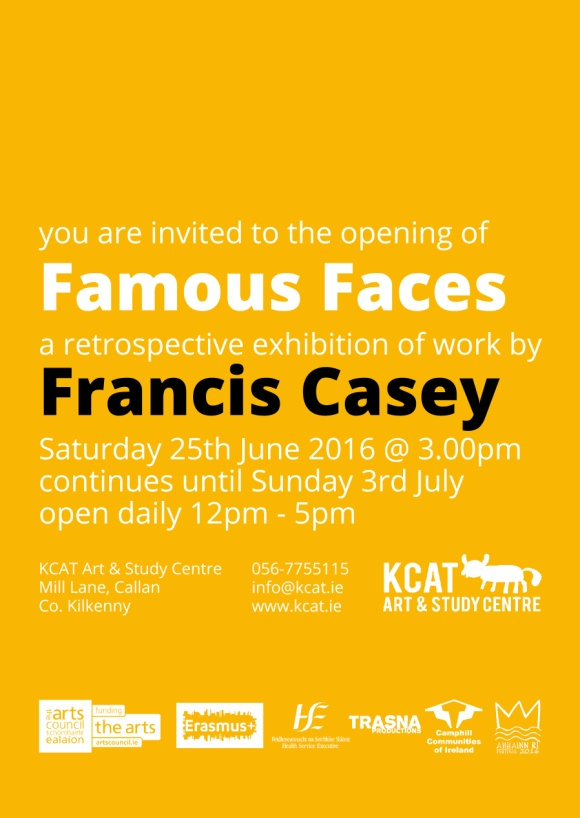 you are invited to the opening of
Famous Faces
a retrospective exhibition of work by
Francis Casey
Saturday 25th June 2016 @ 3.00pm
continues until Sunday 3rd July
open daily 12pm - 5pm
KCAT Art & Study Centre
Mill Lane, Callan
Co. Kilkenny
056-7755115
info@kcat.ie
www.kcat.ie
KCAT
ART & STUDY CENTRE
arts
council
ealaíon
funding
the arts
artscouncil.ie
Erasmus+
HE
Health Service Executive
TRASNA
PRODUCTIONS
Camphill
Communities
of Ireland
2016